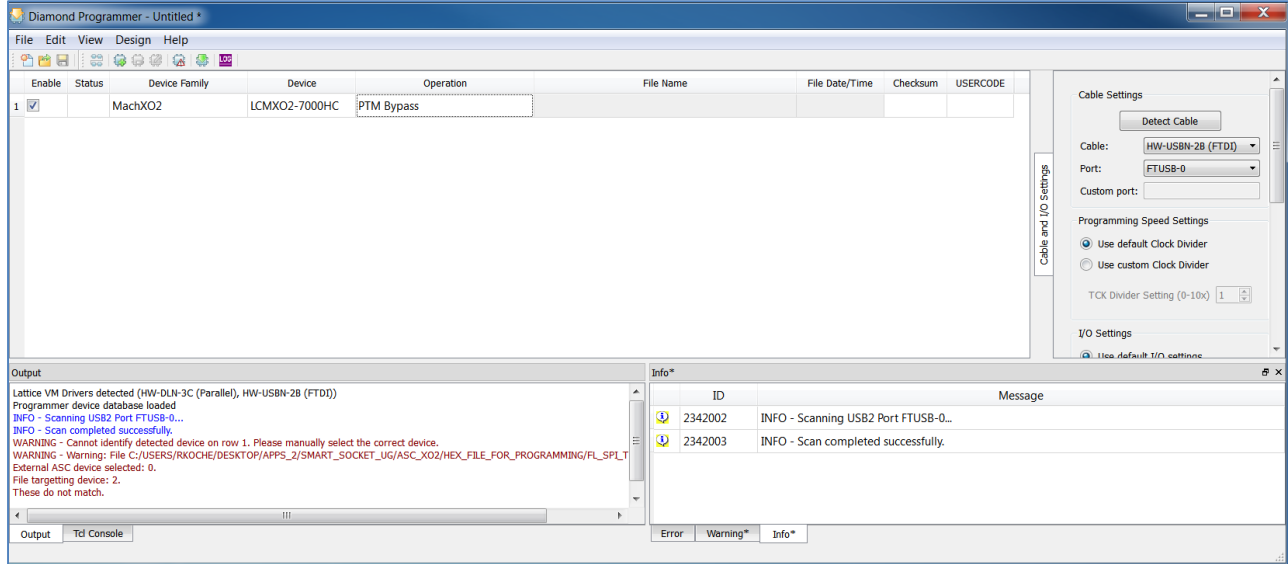 Diamond Programmer - Untitled *
File Edit View Design Help
LOG
Enable Status Device Family Device Operation File Name File Date/Time Checksum USERCODE
1 MachXO2 LCMXO2-7000HC PTM Bypass
Cable and I/O Settings
Cable Settings
Detect Cable
Cable: HW-USBN-2B (FTDI)
Port: FTUSB-0
Custom port:
Programming Speed Settings
Use default Clock Divider
Use custom Clock Divider
TCK Divider Setting (0-10x) 1
I/O Settings
Use default I/O settings
Output
Lattice VM Drivers detected (HW-DLN-3C (Parallel), HW-USBN-2B (FTDI))
Programmer device database loaded
INFO - Scanning USB2 Port FTUSB-0...
INFO - Scan completed successfully.
WARNING - Cannot identify detected device on row 1. Please manually select the correct device.
WARNING - Warning: File C:/USERS/RKOCHE/DESKTOP/APPS_2/SMART_SOCKET_UG/ASC_XO2/HEX_FILE_FOR_PROGRAMMING/FL_SPI_T
External ASC device selected: 0.
File targetting device: 2.
These do not match.
Output Tcl Console
Info*
ID Message
2342002 INFO - Scanning USB2 Port FTUSB-0...
2342003 INFO - Scan completed successfully.
Error Warning* Info*